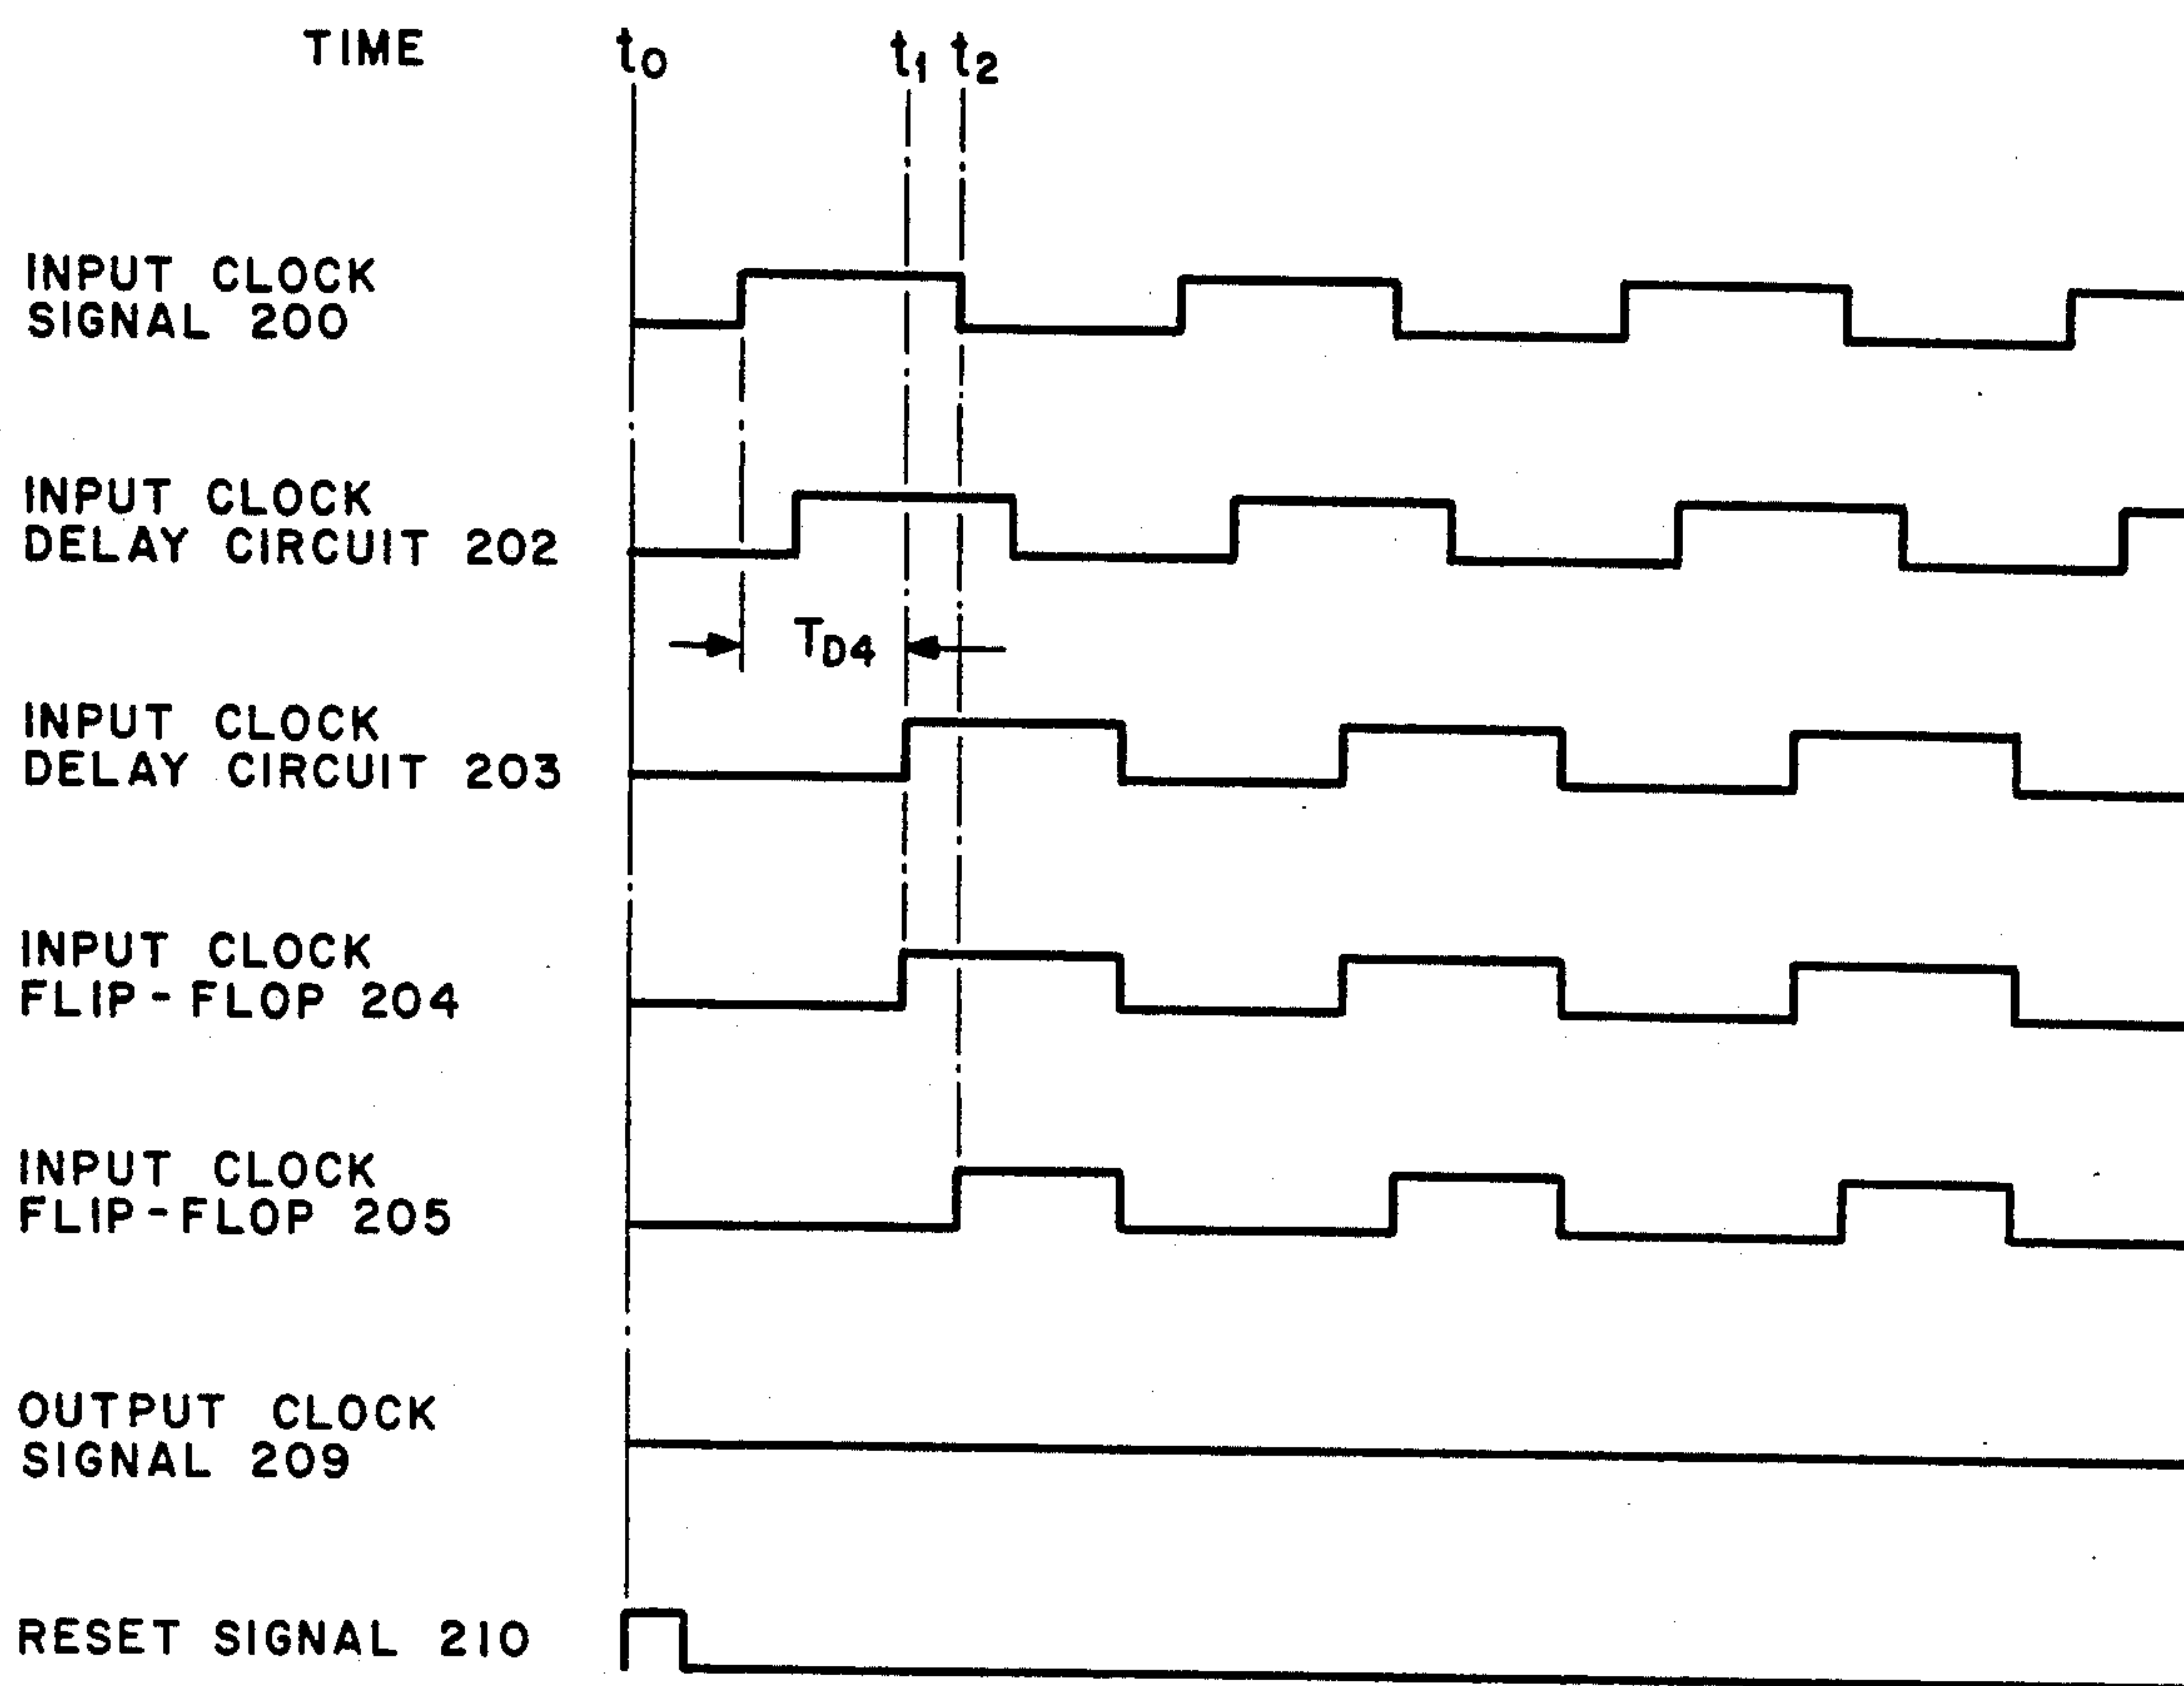 TIME t0 t1 t2
INPUT CLOCK
SIGNAL 200
INPUT CLOCK
DELAY CIRCUIT 202
TD4
INPUT CLOCK
DELAY CIRCUIT 203
INPUT CLOCK
FLIP-FLOP 204
INPUT CLOCK
FLIP-FLOP 205
OUTPUT CLOCK
SIGNAL 209
RESET SIGNAL 210